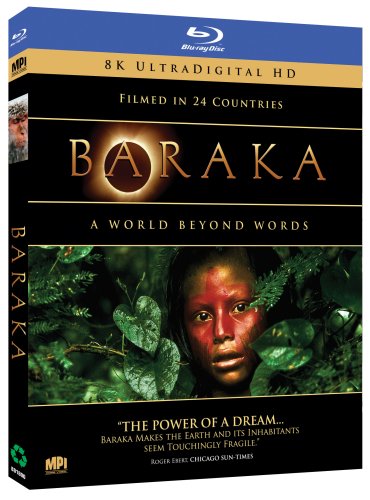 Blu-ray Disc
8K UltraDigital HD
MPI
Filmed in 24 Countries
BARAKA
A WORLD BEYOND WORDS
BARAKA
"THE POWER OF A DREAM...
BARAKA MAKES THE EARTH AND ITS INHABITANTS
SEEM TOUCHINGLY FRAGILE."
ROGER EBERT, CHICAGO SUN-TIMES
MPI